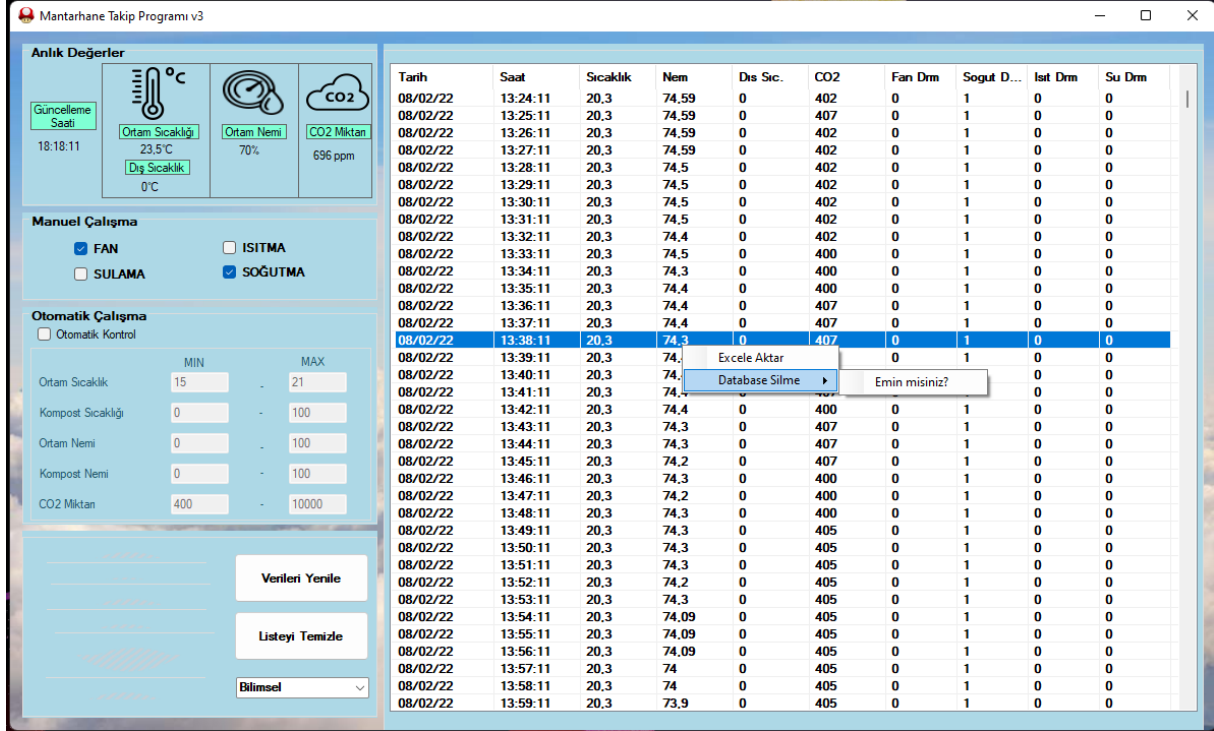 Mantarhane Takip Programı v3
Anlık Değerler
Güncelleme Saati
18:18:11
°C
Ortam Sıcaklığı
23,5°C
Dış Sıcaklık
0°C
Ortam Nemi
70%
CO2
CO2 Miktarı
696 ppm
Manuel Çalışma
FAN
ISITMA
SULAMA
SOĞUTMA
Otomatik Çalışma
Otomatik Kontrol
MIN MAX
Ortam Sıcaklık 15 - 21
Kompost Sıcaklığı 0 - 100
Ortam Nemi 0 - 100
Kompost Nemi 0 - 100
CO2 Miktarı 400 - 10000
Verileri Yenile
Listeyi Temizle
Bilimsel
Tarih Saat Sıcaklık Nem Dıs Sıc. CO2 Fan Drm Sogut D... Isit Drm Su Drm
08/02/22 13:24:11 20,3 74,59 0 402 0 1 0 0
08/02/22 13:25:11 20,3 74,59 0 407 0 1 0 0
08/02/22 13:26:11 20,3 74,59 0 402 0 1 0 0
08/02/22 13:27:11 20,3 74,59 0 402 0 1 0 0
08/02/22 13:28:11 20,3 74,5 0 402 0 1 0 0
08/02/22 13:29:11 20,3 74,5 0 402 0 1 0 0
08/02/22 13:30:11 20,3 74,5 0 402 0 1 0 0
08/02/22 13:31:11 20,3 74,5 0 402 0 1 0 0
08/02/22 13:32:11 20,3 74,4 0 402 0 1 0 0
08/02/22 13:33:11 20,3 74,5 0 400 0 1 0 0
08/02/22 13:34:11 20,3 74,3 0 400 0 1 0 0
08/02/22 13:35:11 20,3 74,4 0 400 0 1 0 0
08/02/22 13:36:11 20,3 74,4 0 407 0 1 0 0
08/02/22 13:37:11 20,3 74,4 0 407 0 1 0 0
08/02/22 13:38:11 20,3 74,3 0 407 0 1 0 0
08/02/22 13:39:11 20,3 0 1 0 0
Excele Aktar
08/02/22 13:40:11 20,3 1 0 0
Database Silme Emin misiniz?
08/02/22 13:41:11 20,3 0 1 0 0
08/02/22 13:42:11 20,3 74,4 0 400 0 1 0 0
08/02/22 13:43:11 20,3 74,3 0 407 0 1 0 0
08/02/22 13:44:11 20,3 74,3 0 407 0 1 0 0
08/02/22 13:45:11 20,3 74,2 0 407 0 1 0 0
08/02/22 13:46:11 20,3 74,3 0 400 0 1 0 0
08/02/22 13:47:11 20,3 74,2 0 400 0 1 0 0
08/02/22 13:48:11 20,3 74,3 0 400 0 1 0 0
08/02/22 13:49:11 20,3 74,3 0 405 0 1 0 0
08/02/22 13:50:11 20,3 74,3 0 405 0 1 0 0
08/02/22 13:51:11 20,3 74,3 0 405 0 1 0 0
08/02/22 13:52:11 20,3 74,2 0 405 0 1 0 0
08/02/22 13:53:11 20,3 74,3 0 405 0 1 0 0
08/02/22 13:54:11 20,3 74,09 0 405 0 1 0 0
08/02/22 13:55:11 20,3 74,09 0 405 0 1 0 0
08/02/22 13:56:11 20,3 74,09 0 405 0 1 0 0
08/02/22 13:57:11 20,3 74 0 405 0 1 0 0
08/02/22 13:58:11 20,3 74 0 405 0 1 0 0
08/02/22 13:59:11 20,3 73,9 0 405 0 1 0 0